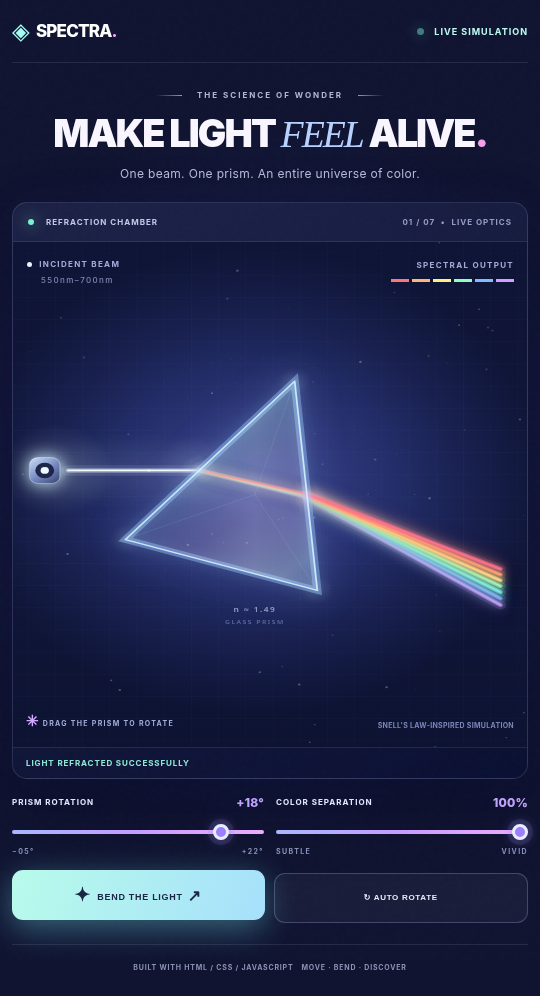 ◈ SPECTRA.
LIVE SIMULATION
THE SCIENCE OF WONDER
MAKE LIGHT FEEL ALIVE.
One beam. One prism. An entire universe of color.
REFRACTION CHAMBER
01 / 07 • LIVE OPTICS
INCIDENT BEAM
550nm–700nm
SPECTRAL OUTPUT
n = 1.49
GLASS PRISM
DRAG THE PRISM TO ROTATE
SNELL'S LAW-INSPIRED SIMULATION
LIGHT REFRACTED SUCCESSFULLY
PRISM ROTATION
+18°
COLOR SEPARATION
100%
−05°
+22°
SUBTLE
VIVID
✦ BEND THE LIGHT ↗
↻ AUTO ROTATE
BUILT WITH HTML / CSS / JAVASCRIPT MOVE · BEND · DISCOVER